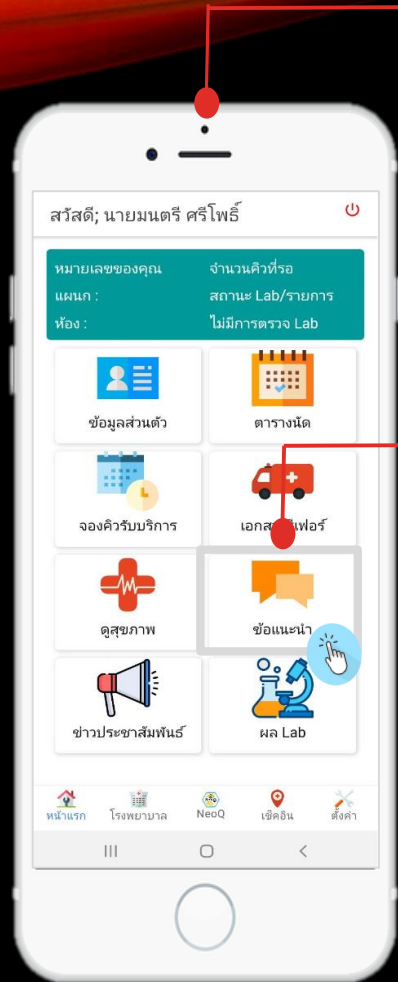 สวัสดี; นายมนตรี ศรีโพธิ์
หมายเลขของคุณ จำนวนคิวที่รอ
แผนก : สถานะ Lab/รายการ
ห้อง : ไม่มีการตรวจ Lab
ข้อมูลส่วนตัว ตารางนัด
จองคิวรับบริการ
ดูสุขภาพ ข้อแนะนำ
ข่าวประชาสัมพันธ์ ผล Lab
หน้าแรก โรงพยาบาล NeoQ เช็คอิน ตั้งค่า